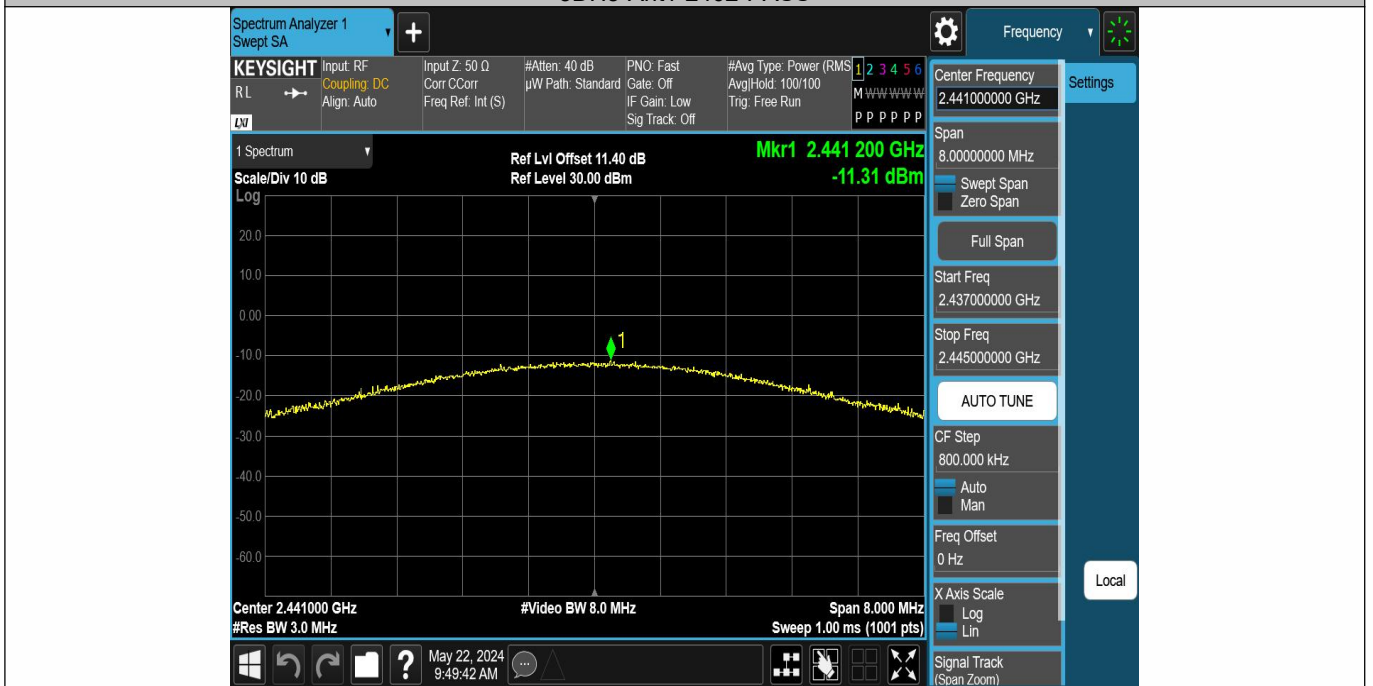 Spectrum Analyzer 1
Swept SA
Frequency
KEYSIGHT
RL
LXI
Input: RF
Coupling: DC
Align: Auto
Input Z: 50 Ω
Corr CCorr
Freq Ref: Int (S)
#Atten: 40 dB
µW Path: Standard
PNO: Fast
Gate: Off
IF Gain: Low
Sig Track: Off
#Avg Type: Power (RMS
Avg|Hold: 100/100
Trig: Free Run
1 2 3 4 5 6
M W W W W W
P P P P P P
Center Frequency
2.441000000 GHz
Settings
Span
8.00000000 MHz
Swept Span
Zero Span
Full Span
Start Freq
2.437000000 GHz
Stop Freq
2.445000000 GHz
AUTO TUNE
CF Step
800.000 kHz
Auto
Man
Freq Offset
0 Hz
X Axis Scale
Log
Lin
Signal Track
(Span Zoom)
Local
1 Spectrum
Scale/Div 10 dB
Ref Lvl Offset 11.40 dB
Ref Level 30.00 dBm
Mkr1 2.441 200 GHz
-11.31 dBm
Log
20.0
10.0
0.00
-10.0
-20.0
-30.0
-40.0
-50.0
-60.0
1
Center 2.441000 GHz
#Video BW 8.0 MHz
Span 8.000 MHz
#Res BW 3.0 MHz
Sweep 1.00 ms (1001 pts)
?
May 22, 2024
9:49:42 AM